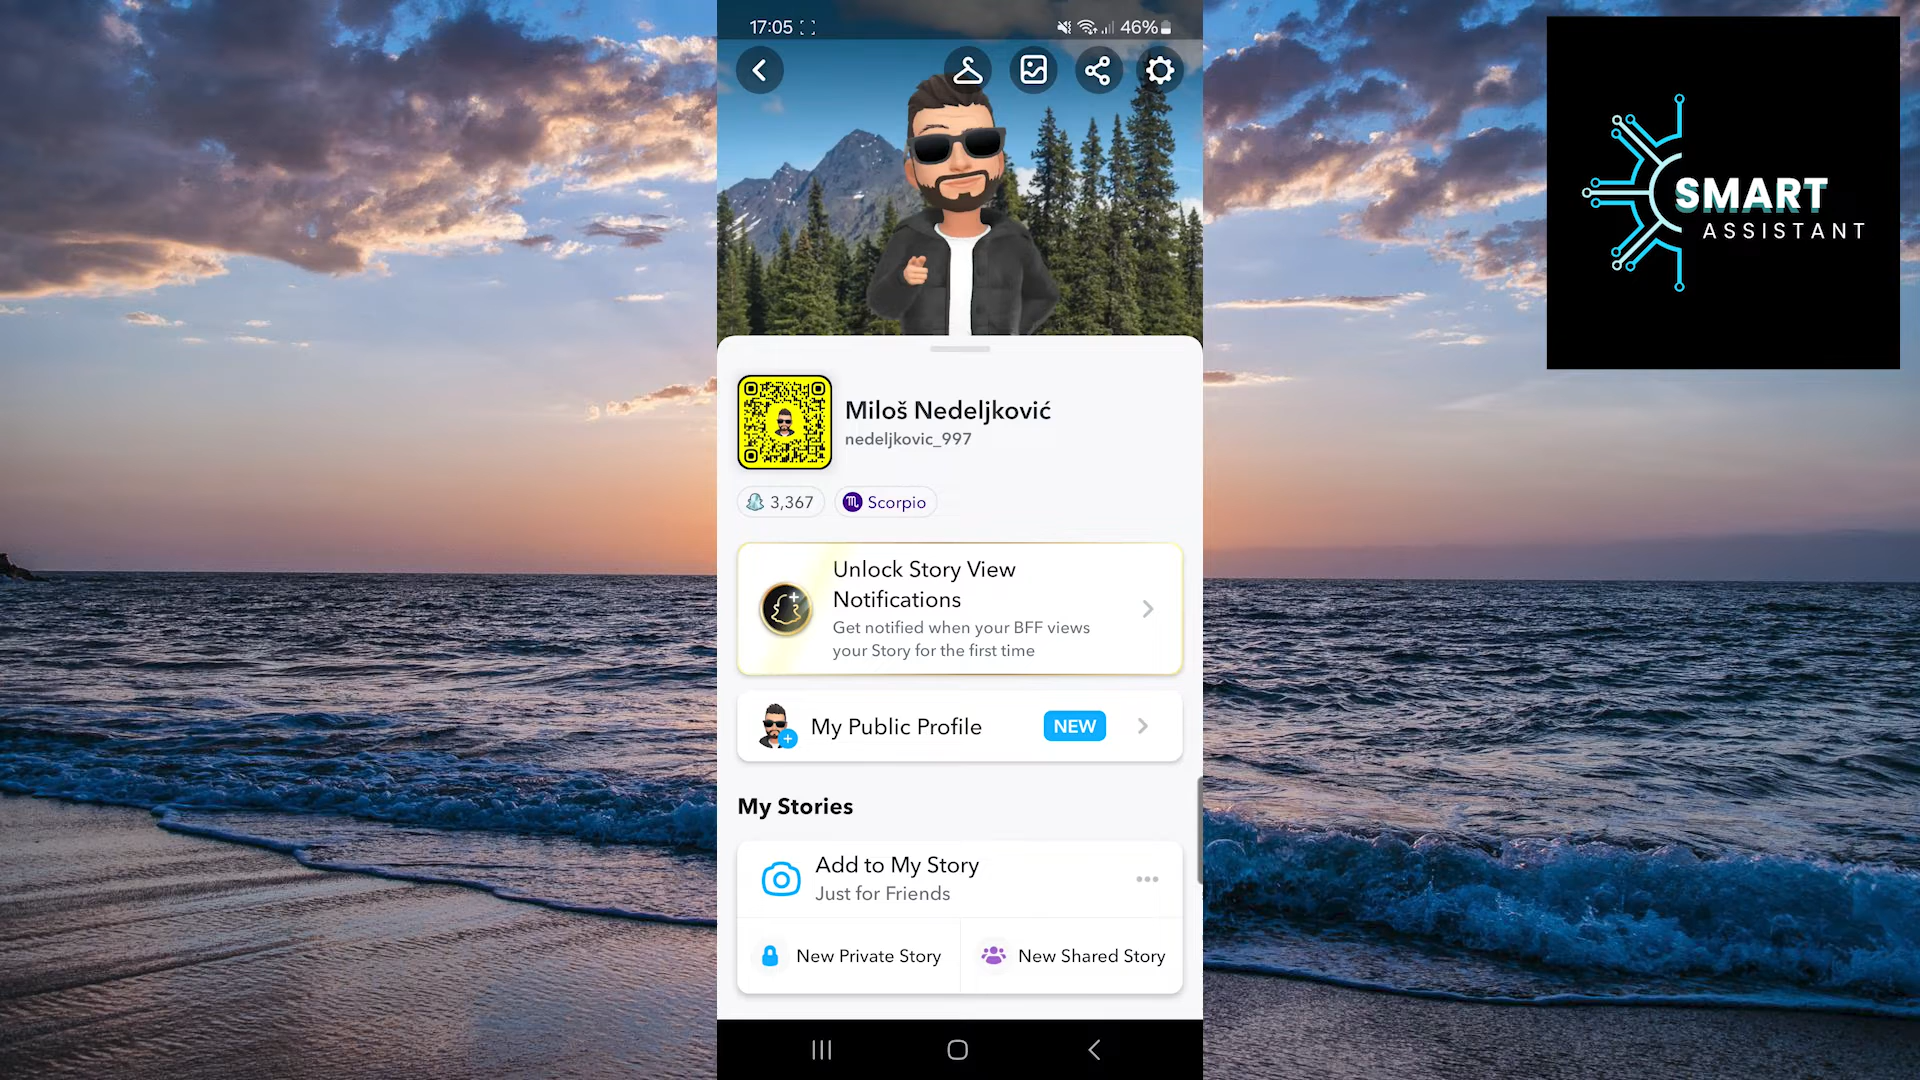 17:05
46%
SMART
ASSISTANT
Miloš Nedeljković
nedeljkovic_997
3,367
Scorpio
Unlock Story View
Notifications
Get notified when your BFF views
your Story for the first time
My Public Profile
NEW
My Stories
Add to My Story
Just for Friends
New Private Story
New Shared Story